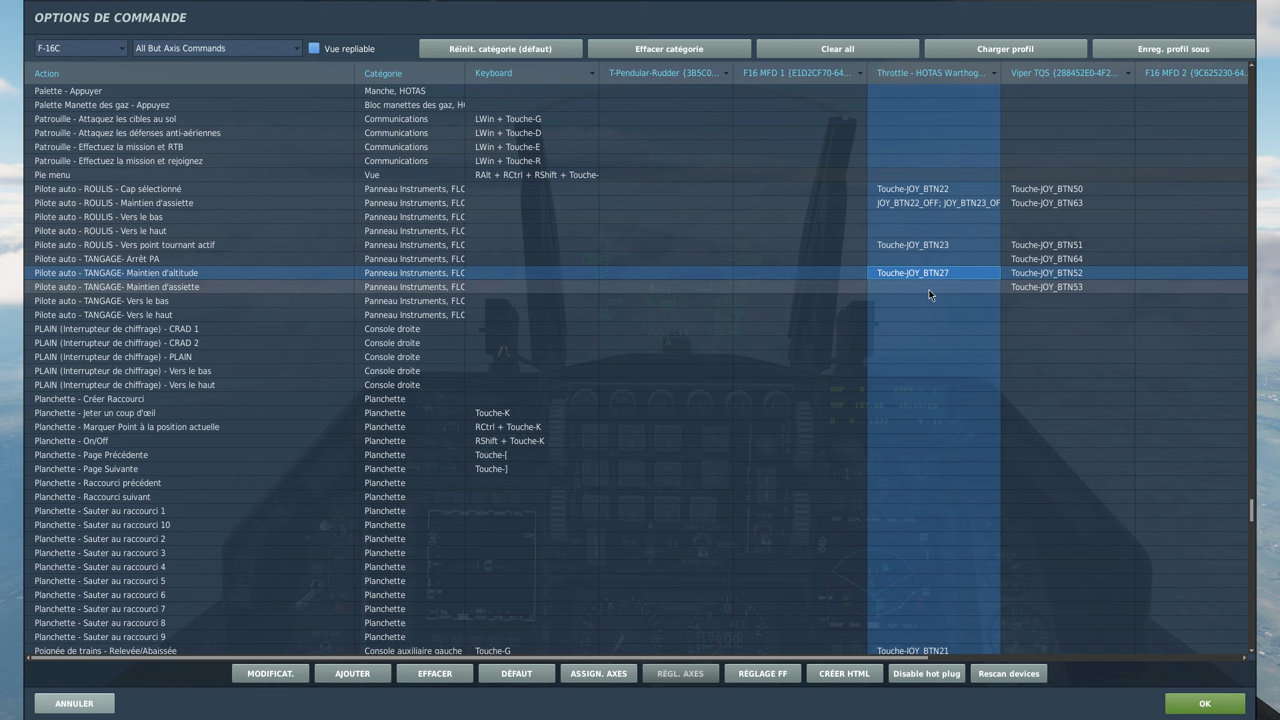 OPTIONS DE COMMANDE
F-16C All But Axis Commands Vue repliable Réinit. catégorie (défaut) Effacer catégorie Clear all Charger profil Enreg. profil sous
Action Catégorie Keyboard T-Pendular-Rudder {3B5C0... F16 MFD 1 {E1D2CF70-64... Throttle - HOTAS Warthog... Viper TQS {288452E0-4F2... F16 MFD 2 {9C625230-64...
Palette - Appuyer Manche, HOTAS
Palette Manette des gaz - Appuyez Bloc manettes des gaz, H
Patrouille - Attaquez les cibles au sol Communications LWin + Touche-G
Patrouille - Attaquez les défenses anti-aériennes Communications LWin + Touche-D
Patrouille - Effectuez la mission et RTB Communications LWin + Touche-E
Patrouille - Effectuez la mission et rejoignez Communications LWin + Touche-R
Pie menu Vue RAlt + RCtrl + RShift + Touche-
Pilote auto - ROULIS - Cap sélectionné Panneau Instruments, FLC Touche-JOY_BTN22 Touche-JOY_BTN50
Pilote auto - ROULIS - Maintien d'assiette Panneau Instruments, FLC JOY_BTN22_OFF; JOY_BTN23_OF Touche-JOY_BTN63
Pilote auto - ROULIS - Vers le bas Panneau Instruments, FLC
Pilote auto - ROULIS - Vers le haut Panneau Instruments, FLC
Pilote auto - ROULIS - Vers point tournant actif Panneau Instruments, FLC Touche-JOY_BTN23 Touche-JOY_BTN51
Pilote auto - TANGAGE- Arrêt PA Panneau Instruments, FLC Touche-JOY_BTN64
Pilote auto - TANGAGE- Maintien d'altitude Panneau Instruments, FLC Touche-JOY_BTN27 Touche-JOY_BTN52
Pilote auto - TANGAGE- Maintien d'assiette Panneau Instruments, FLC Touche-JOY_BTN53
Pilote auto - TANGAGE- Vers le bas Panneau Instruments, FLC
Pilote auto - TANGAGE- Vers le haut Panneau Instruments, FLC
PLAIN (Interrupteur de chiffrage) - CRAD 1 Console droite
PLAIN (Interrupteur de chiffrage) - CRAD 2 Console droite
PLAIN (Interrupteur de chiffrage) - PLAIN Console droite
PLAIN (Interrupteur de chiffrage) - Vers le bas Console droite
PLAIN (Interrupteur de chiffrage) - Vers le haut Console droite
Planchette - Créer Raccourci Planchette
Planchette - Jeter un coup d'œil Planchette Touche-K
Planchette - Marquer Point à la position actuelle Planchette RCtrl + Touche-K
Planchette - On/Off Planchette RShift + Touche-K
Planchette - Page Précédente Planchette Touche-[
Planchette - Page Suivante Planchette Touche-]
Planchette - Raccourci précédent Planchette
Planchette - Raccourci suivant Planchette
Planchette - Sauter au raccourci 1 Planchette
Planchette - Sauter au raccourci 10 Planchette
Planchette - Sauter au raccourci 2 Planchette
Planchette - Sauter au raccourci 3 Planchette
Planchette - Sauter au raccourci 4 Planchette
Planchette - Sauter au raccourci 5 Planchette
Planchette - Sauter au raccourci 6 Planchette
Planchette - Sauter au raccourci 7 Planchette
Planchette - Sauter au raccourci 8 Planchette
Planchette - Sauter au raccourci 9 Planchette
Poignée de trains - Relevée/Abaissée Console auxiliaire gauche Touche-G Touche-JOY_BTN21
MODIFICAT. AJOUTER EFFACER DÉFAUT ASSIGN. AXES RÉGL. AXES RÉGLAGE FF CRÉER HTML Disable hot plug Rescan devices
ANNULER OK